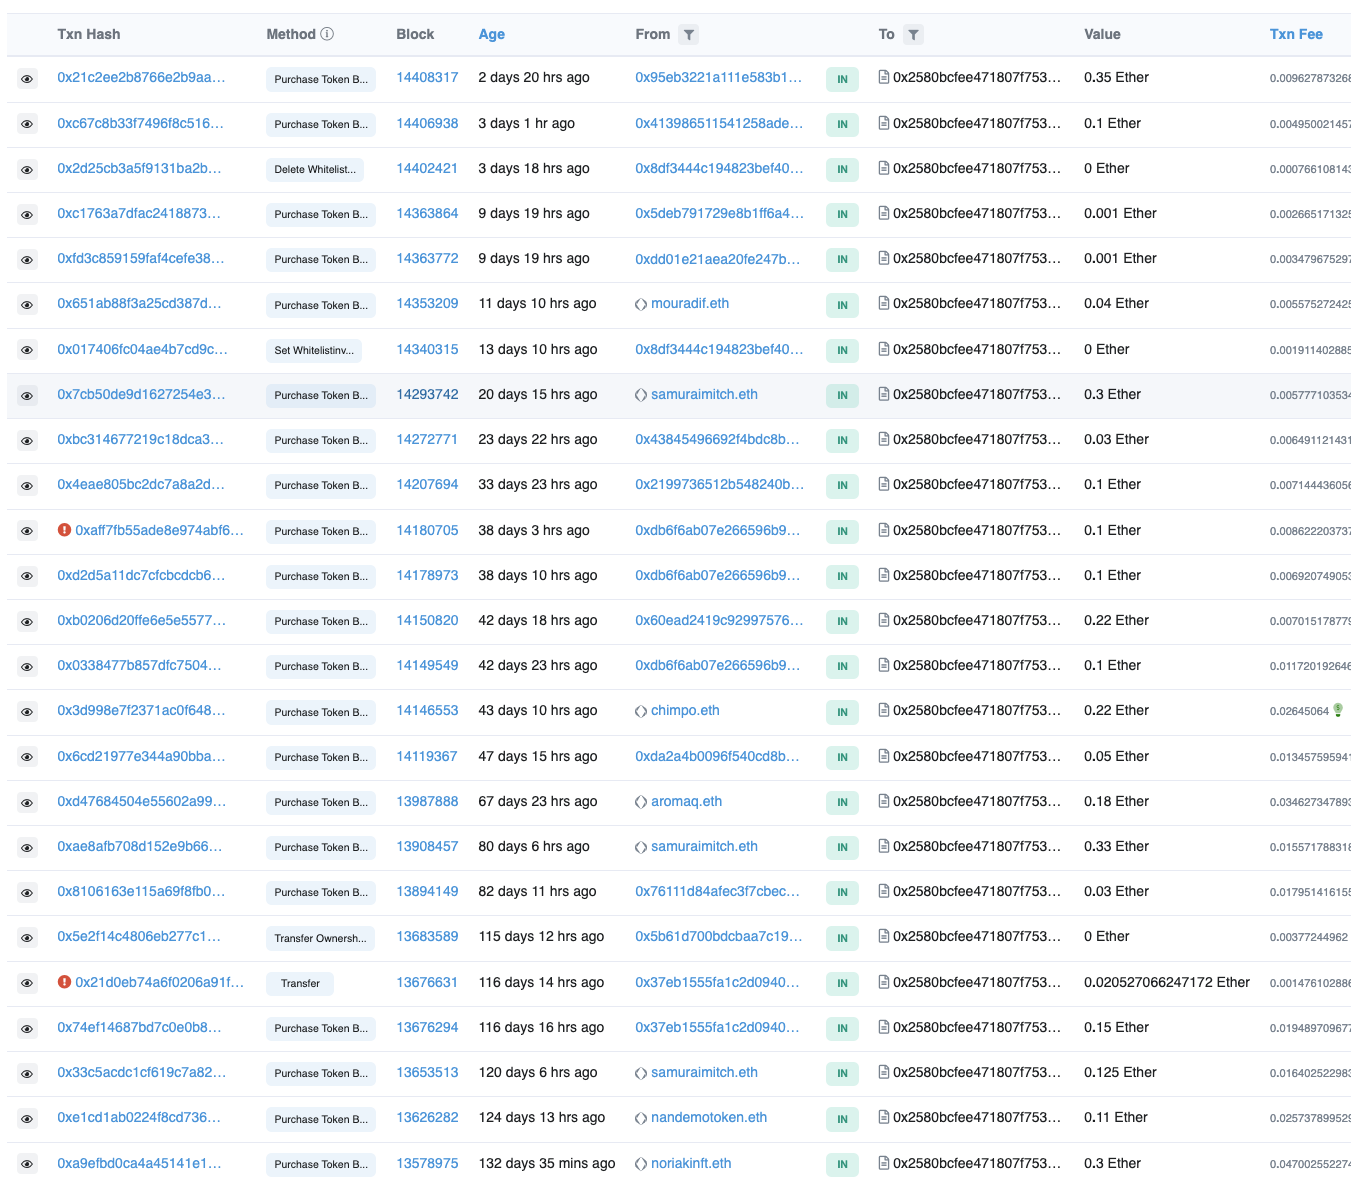 Txn Hash Method Block Age From To Value Txn Fee
0x21c2ee2b8766e2b9aa... Purchase Token B... 14408317 2 days 20 hrs ago 0x95eb3221a111e583b1... IN 0x2580bcfee471807f753... 0.35 Ether 0.009627873268
0xc67c8b33f7496f8c516... Purchase Token B... 14406938 3 days 1 hr ago 0x413986511541258ade... IN 0x2580bcfee471807f753... 0.1 Ether 0.004950021457
0x2d25cb3a5f9131ba2b... Delete Whitelist... 14402421 3 days 18 hrs ago 0x8df3444c194823bef40... IN 0x2580bcfee471807f753... 0 Ether 0.000766108143
0xc1763a7dfac2418873... Purchase Token B... 14363864 9 days 19 hrs ago 0x5deb791729e8b1ff6a4... IN 0x2580bcfee471807f753... 0.001 Ether 0.002665171325
0xfd3c859159faf4cefe38... Purchase Token B... 14363772 9 days 19 hrs ago 0xdd01e21aea20fe247b... IN 0x2580bcfee471807f753... 0.001 Ether 0.003479675297
0x651ab88f3a25cd387d... Purchase Token B... 14353209 11 days 10 hrs ago mouradif.eth IN 0x2580bcfee471807f753... 0.04 Ether 0.005575272425
0x017406fc04ae4b7cd9c... Set Whitelistinv... 14340315 13 days 10 hrs ago 0x8df3444c194823bef40... IN 0x2580bcfee471807f753... 0 Ether 0.001911402885
0x7cb50de9d1627254e3... Purchase Token B... 14293742 20 days 15 hrs ago samuraimitch.eth IN 0x2580bcfee471807f753... 0.3 Ether 0.005777103534
0xbc314677219c18dca3... Purchase Token B... 14272771 23 days 22 hrs ago 0x43845496692f4bdc8b... IN 0x2580bcfee471807f753... 0.03 Ether 0.006491121431
0x4eae805bc2dc7a8a2d... Purchase Token B... 14207694 33 days 23 hrs ago 0x2199736512b548240b... IN 0x2580bcfee471807f753... 0.1 Ether 0.007144436056
0xaff7fb55ade8e974abf6... Purchase Token B... 14180705 38 days 3 hrs ago 0xdb6f6ab07e266596b9... IN 0x2580bcfee471807f753... 0.1 Ether 0.008622203737
0xd2d5a11dc7cfcbcdcb6... Purchase Token B... 14178973 38 days 10 hrs ago 0xdb6f6ab07e266596b9... IN 0x2580bcfee471807f753... 0.1 Ether 0.006920749053
0xb0206d20ffe6e5e5577... Purchase Token B... 14150820 42 days 18 hrs ago 0x60ead2419c92997576... IN 0x2580bcfee471807f753... 0.22 Ether 0.007015178779
0x0338477b857dfc7504... Purchase Token B... 14149549 42 days 23 hrs ago 0xdb6f6ab07e266596b9... IN 0x2580bcfee471807f753... 0.1 Ether 0.011720192646
0x3d998e7f2371ac0f648... Purchase Token B... 14146553 43 days 10 hrs ago chimpo.eth IN 0x2580bcfee471807f753... 0.22 Ether 0.02645064
0x6cd21977e344a90bba... Purchase Token B... 14119367 47 days 15 hrs ago 0xda2a4b0096f540cd8b... IN 0x2580bcfee471807f753... 0.05 Ether 0.013457595941
0xd47684504e55602a99... Purchase Token B... 13987888 67 days 23 hrs ago aromaq.eth IN 0x2580bcfee471807f753... 0.18 Ether 0.034627347893
0xae8afb708d152e9b66... Purchase Token B... 13908457 80 days 6 hrs ago samuraimitch.eth IN 0x2580bcfee471807f753... 0.33 Ether 0.015571788318
0x8106163e115a69f8fb0... Purchase Token B... 13894149 82 days 11 hrs ago 0x76111d84afec3f7cbec... IN 0x2580bcfee471807f753... 0.03 Ether 0.017951416155
0x5e2f14c4806eb277c1... Transfer Ownersh... 13683589 115 days 12 hrs ago 0x5b61d700bdcbaa7c19... IN 0x2580bcfee471807f753... 0 Ether 0.00377244962
0x21d0eb74a6f0206a91f... Transfer 13676631 116 days 14 hrs ago 0x37eb1555fa1c2d0940... IN 0x2580bcfee471807f753... 0.020527066247172 Ether 0.001476102886
0x74ef14687bd7c0e0b8... Purchase Token B... 13676294 116 days 16 hrs ago 0x37eb1555fa1c2d0940... IN 0x2580bcfee471807f753... 0.15 Ether 0.019489709677
0x33c5acdc1cf619c7a82... Purchase Token B... 13653513 120 days 6 hrs ago samuraimitch.eth IN 0x2580bcfee471807f753... 0.125 Ether 0.016402522983
0xe1cd1ab0224f8cd736... Purchase Token B... 13626282 124 days 13 hrs ago nandemotoken.eth IN 0x2580bcfee471807f753... 0.11 Ether 0.025737899529
0xa9efbd0ca4a45141e1... Purchase Token B... 13578975 132 days 35 mins ago noriakinft.eth IN 0x2580bcfee471807f753... 0.3 Ether 0.047002552274